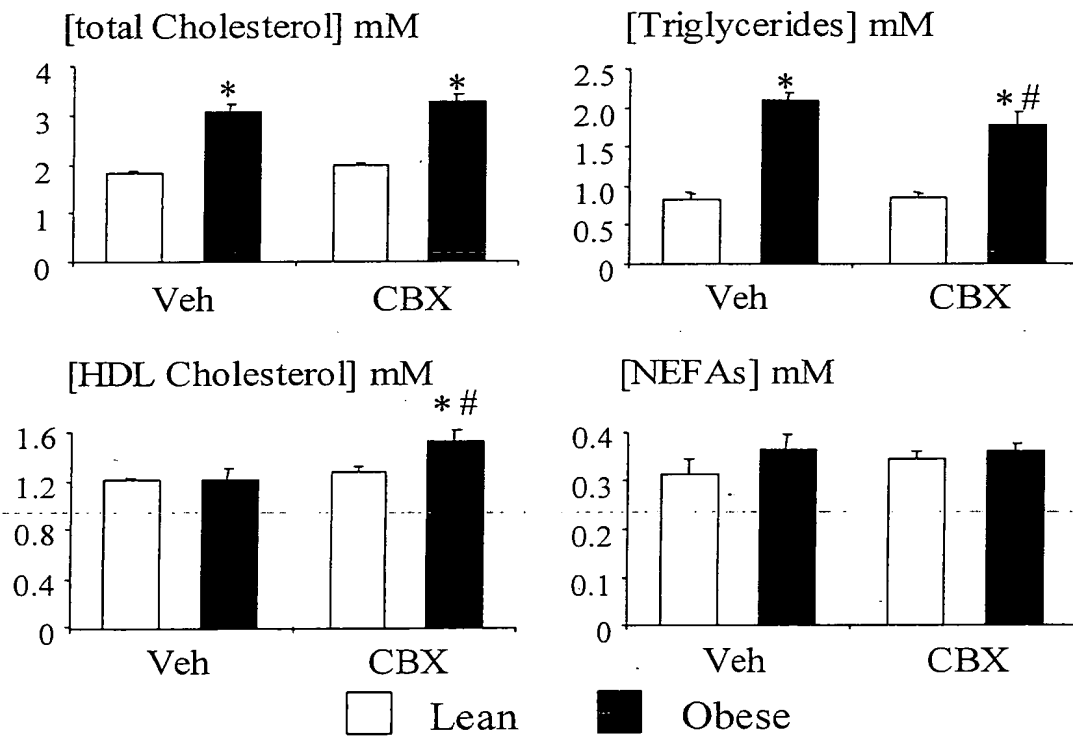 [total Cholesterol] mM
4
3
2
1
0
* *
Veh CBX
[Triglycerides] mM
2.5
2.0
1.5
1.0
0.5
0
* * #
Veh CBX
[HDL Cholesterol] mM
1.6
1.2
0.8
0.4
0
* #
Veh CBX
[NEFAs] mM
0.4
0.3
0.2
0.1
0
Veh CBX
Lean Obese